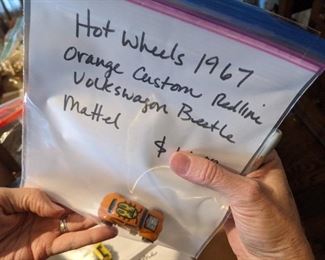 Hot Wheels 1967
Orange Custom Redline
Volkswagon Beetle
Mattel
$